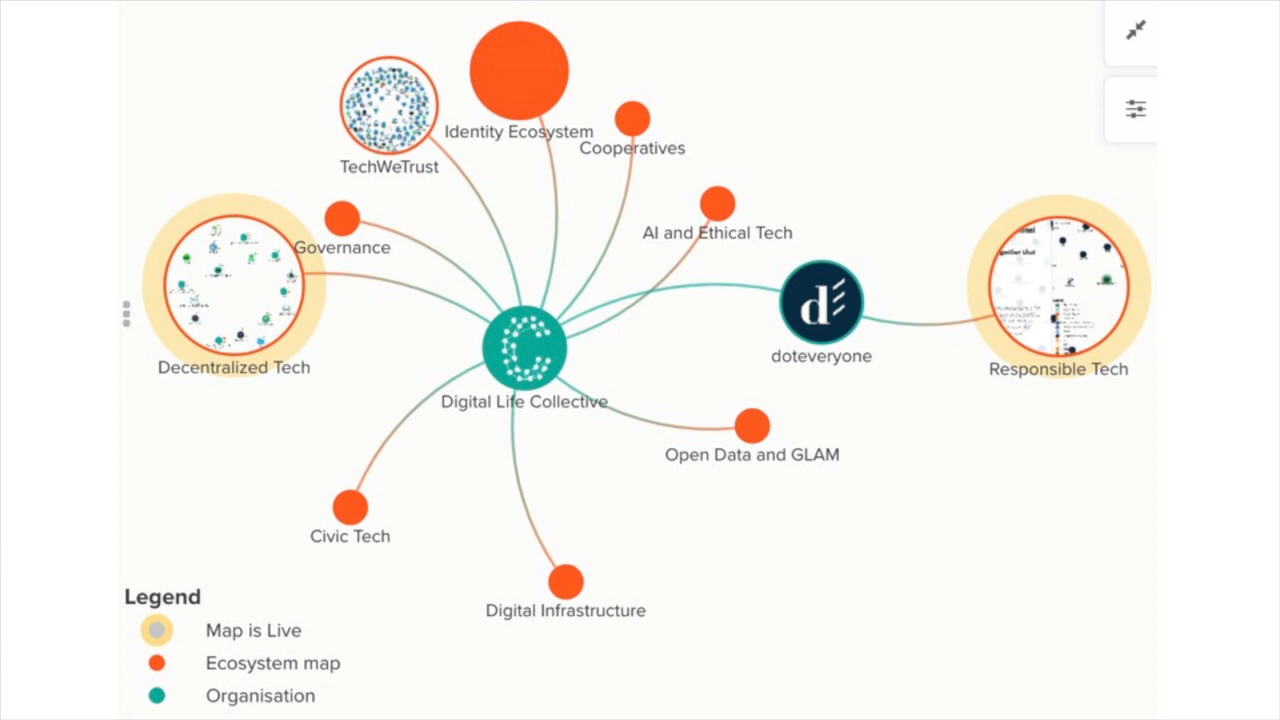 Identity Ecosystem
Cooperatives
TechWeTrust
AI and Ethical Tech
Governance
doteveryone
Decentralized Tech
Responsible Tech
Digital Life Collective
Open Data and GLAM
Civic Tech
Digital Infrastructure
Legend
Map is Live
Ecosystem map
Organisation